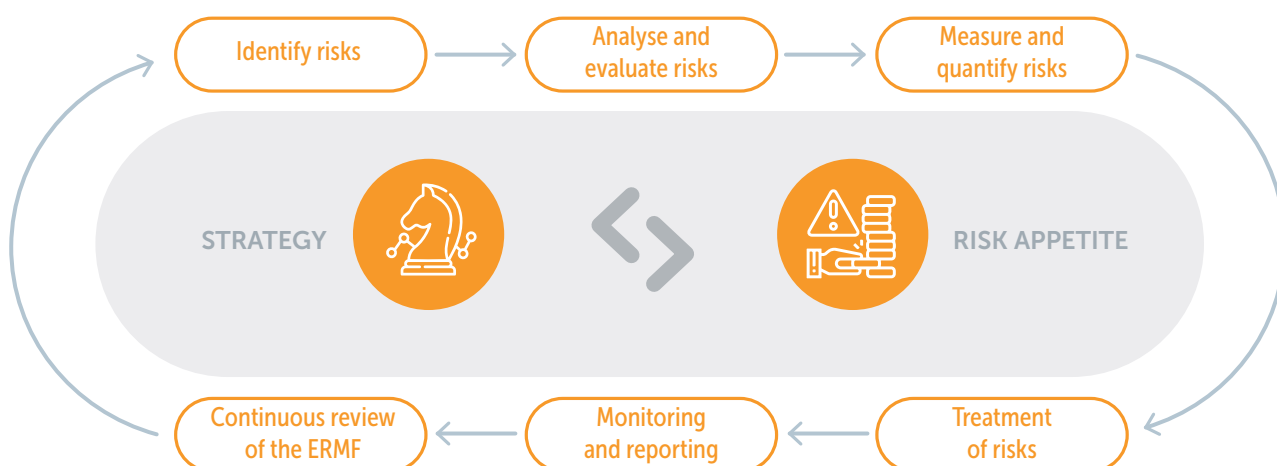 Identify risks
Analyse and
evaluate risks
Measure and
quantify risks
STRATEGY
RISK APPETITE
Continuous review
of the ERMF
Monitoring
and reporting
Treatment
of risks